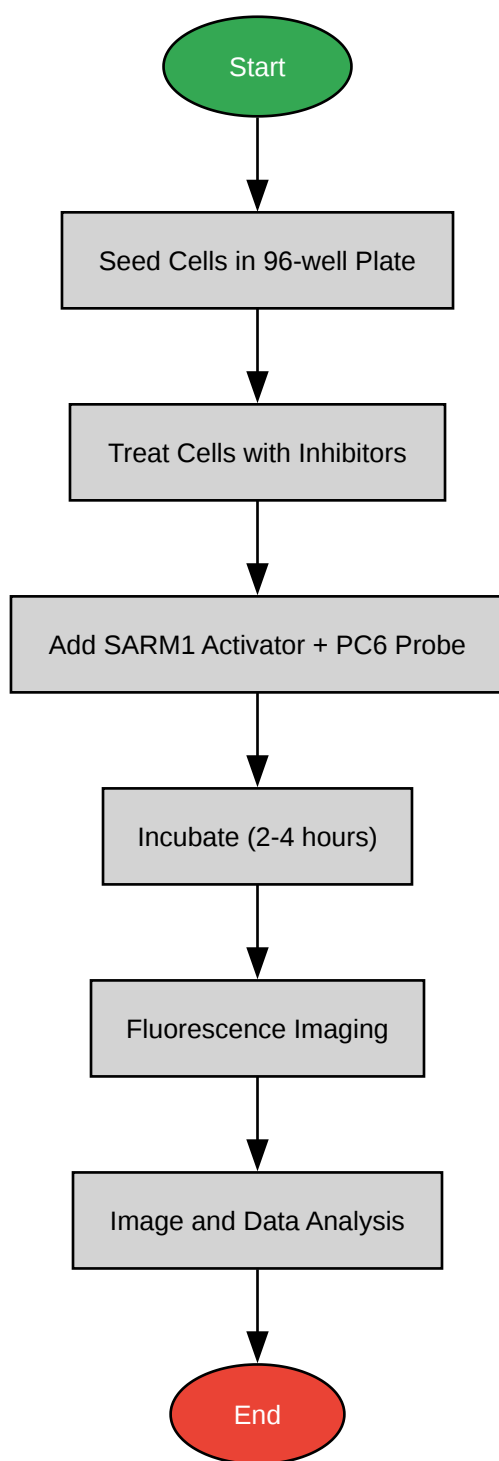 Start
Seed Cells in 96-well Plate
Treat Cells with Inhibitors
Add SARM1 Activator + PC6 Probe
Incubate (2-4 hours)
Fluorescence Imaging
Image and Data Analysis
End